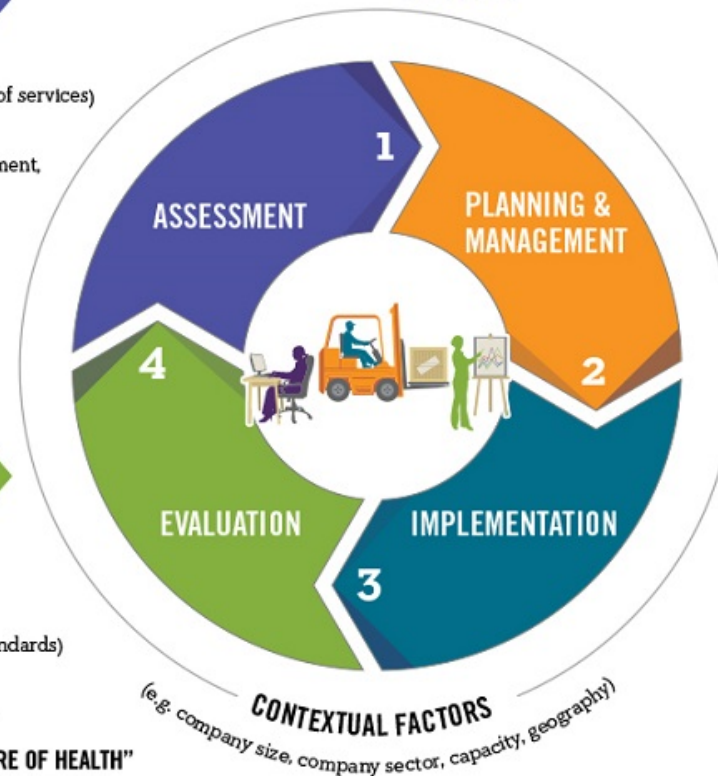 of services)
ment,
1
ASSESSMENT
PLANNING &
MANAGEMENT
4
2
EVALUATION
IMPLEMENTATION
3
ndards)
CONTEXTUAL FACTORS
(e.g. company size, company sector, capacity, geography)
RE OF HEALTH”